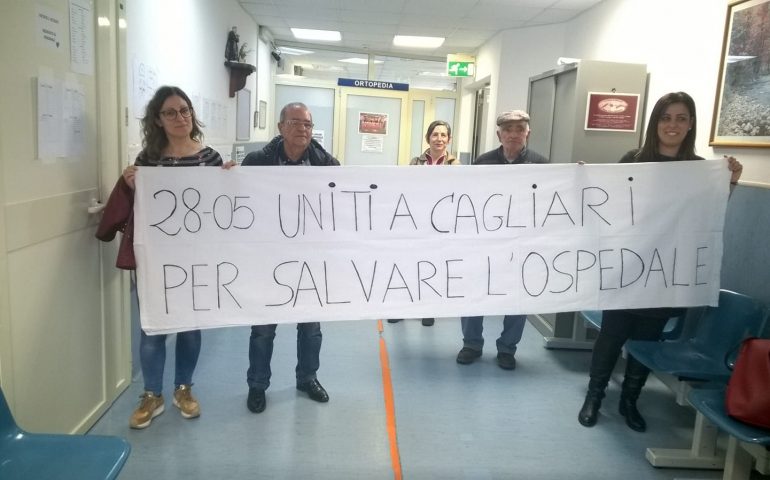 ORTOPEDIA
28-05 UNITI A CAGLIARI
PER SALVARE L'OSPEDALE